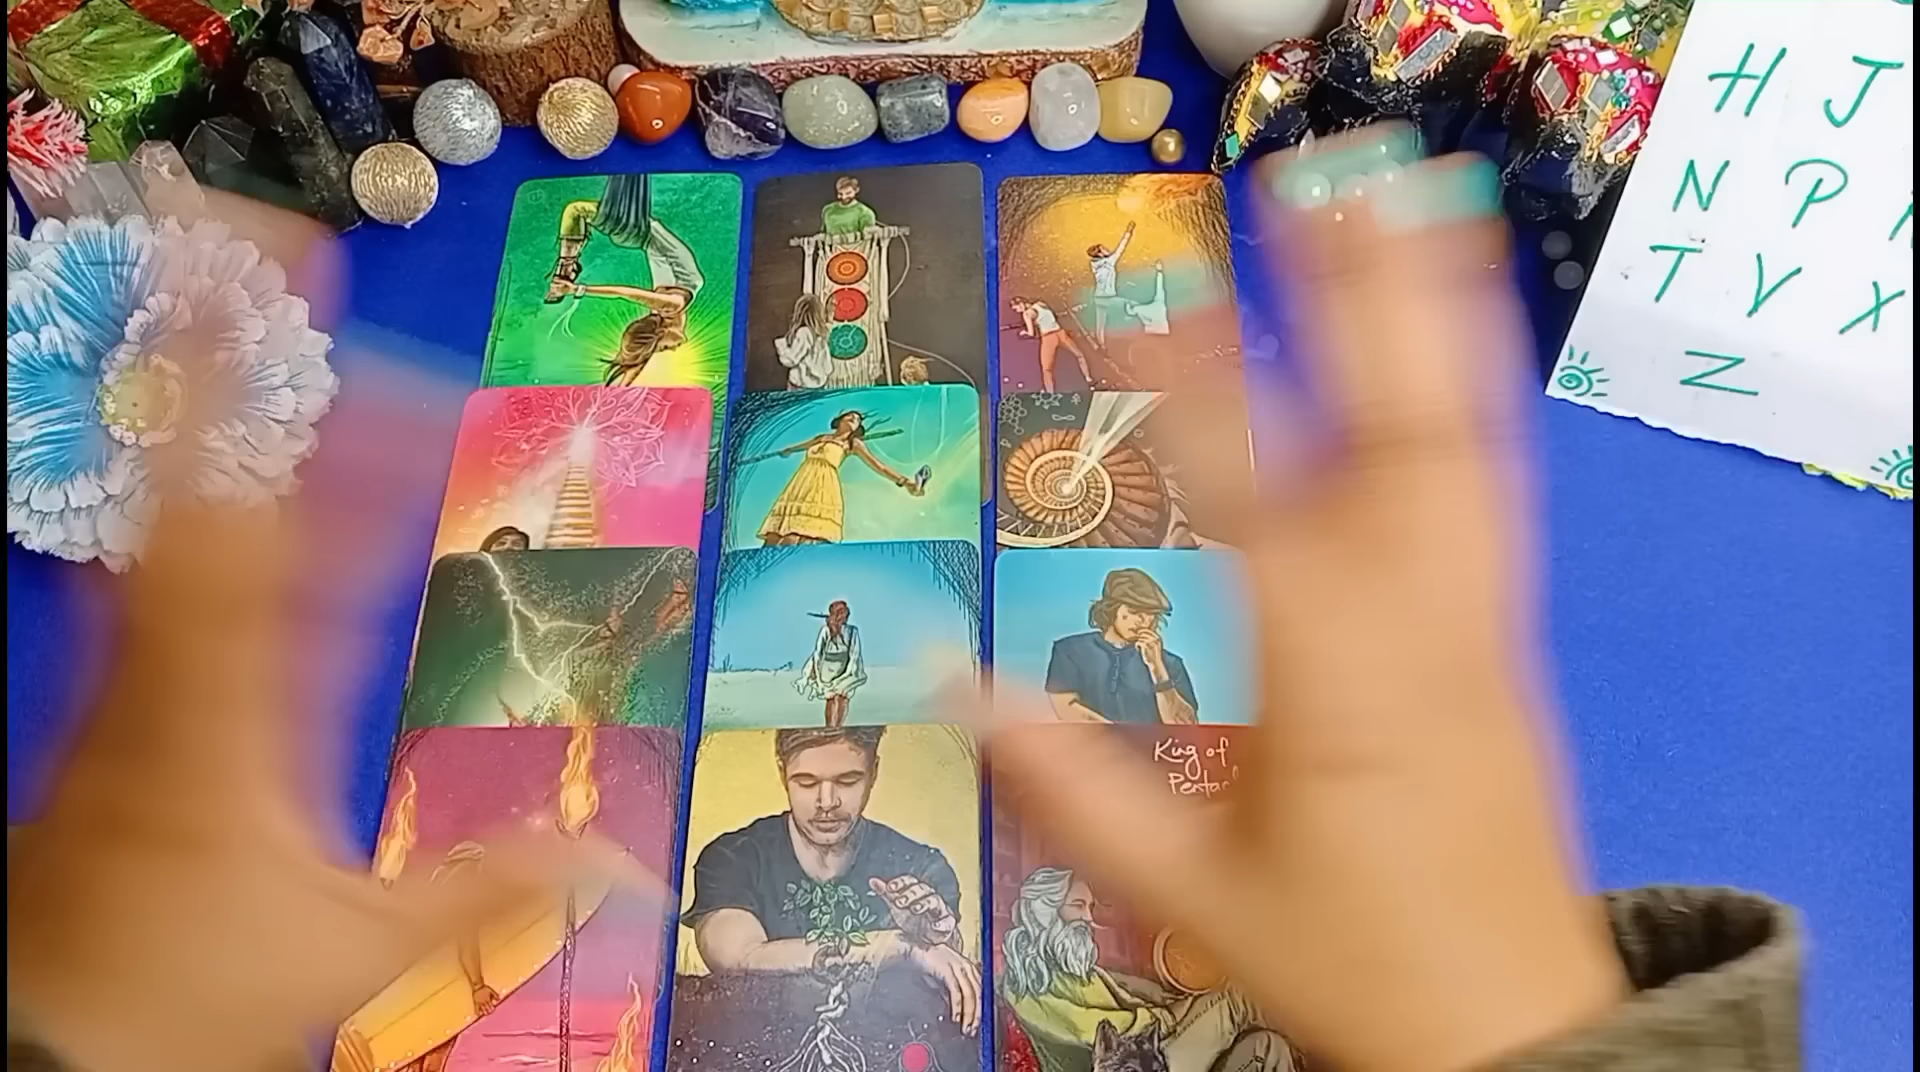 H J
N P
T V X
Z
King of